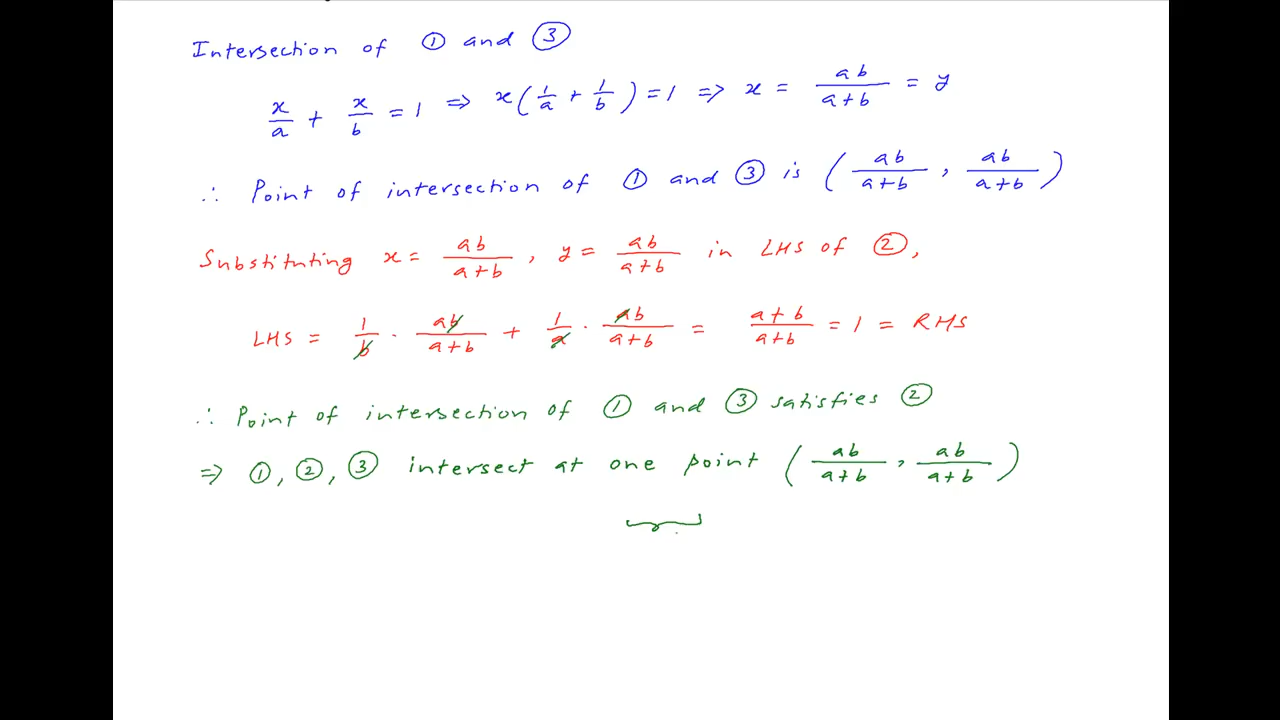 Intersection of ① and ③
x/a + x/b = 1 ⇒ x(1/a + 1/b) = 1 ⇒ x = ab/(a+b) = y
∴ Point of intersection of ① and ③ is (ab/(a+b), ab/(a+b))
Substituting x = ab/(a+b), y = ab/(a+b) in LHS of ②,
LHS = 1/b · ab/(a+b) + 1/a · ab/(a+b) = (a+b)/(a+b) = 1 = RHS
∴ Point of intersection of ① and ③ satisfies ②
⇒ ①, ②, ③ intersect at one point (ab/(a+b), ab/(a+b))